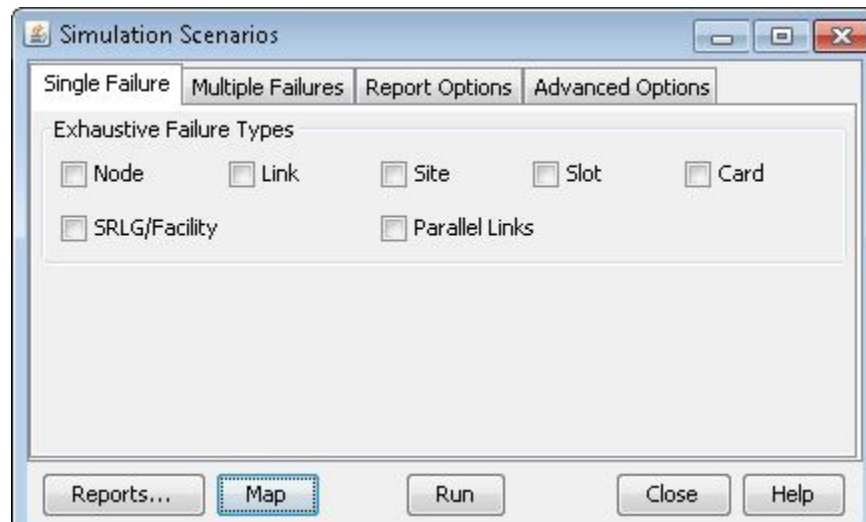 Simulation Scenarios
Single Failure Multiple Failures Report Options Advanced Options
Exhaustive Failure Types
Node Link Site Slot Card
SRLG/Facility Parallel Links
Reports... Map Run Close Help